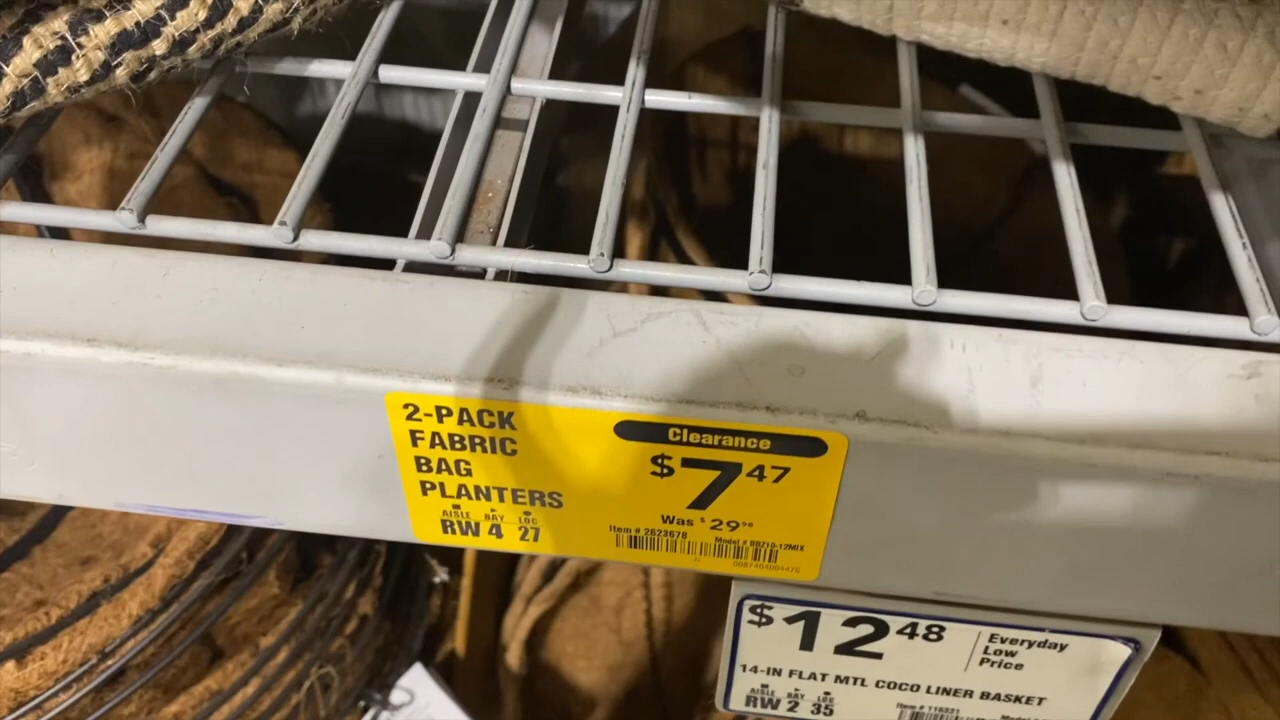 2-PACK
FABRIC
BAG
PLANTERS
AISLE BAY LOC
RW 4 27
Clearance
$7.47
Was $29.98
Item # 2623678 Model # BBZ10-12MIX
$12.48
Everyday
Low
Price
14-IN FLAT MTL COCO LINER BASKET
AISLE BAY LOC
RW 2 35
Item #